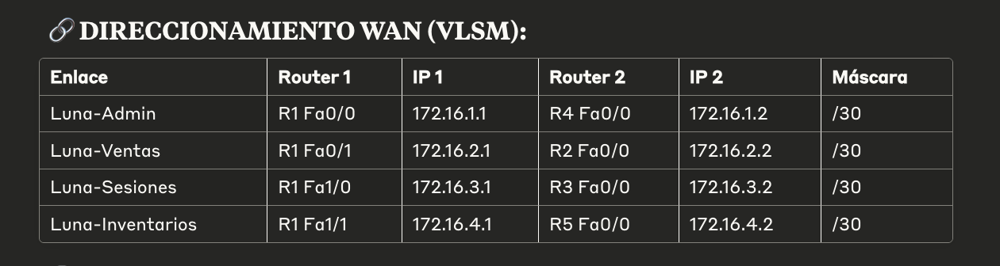 🔗 DIRECCIONAMIENTO WAN (VLSM):
Enlace Router 1 IP 1 Router 2 IP 2 Máscara
Luna-Admin R1 Fa0/0 172.16.1.1 R4 Fa0/0 172.16.1.2 /30
Luna-Ventas R1 Fa0/1 172.16.2.1 R2 Fa0/0 172.16.2.2 /30
Luna-Sesiones R1 Fa1/0 172.16.3.1 R3 Fa0/0 172.16.3.2 /30
Luna-Inventarios R1 Fa1/1 172.16.4.1 R5 Fa0/0 172.16.4.2 /30